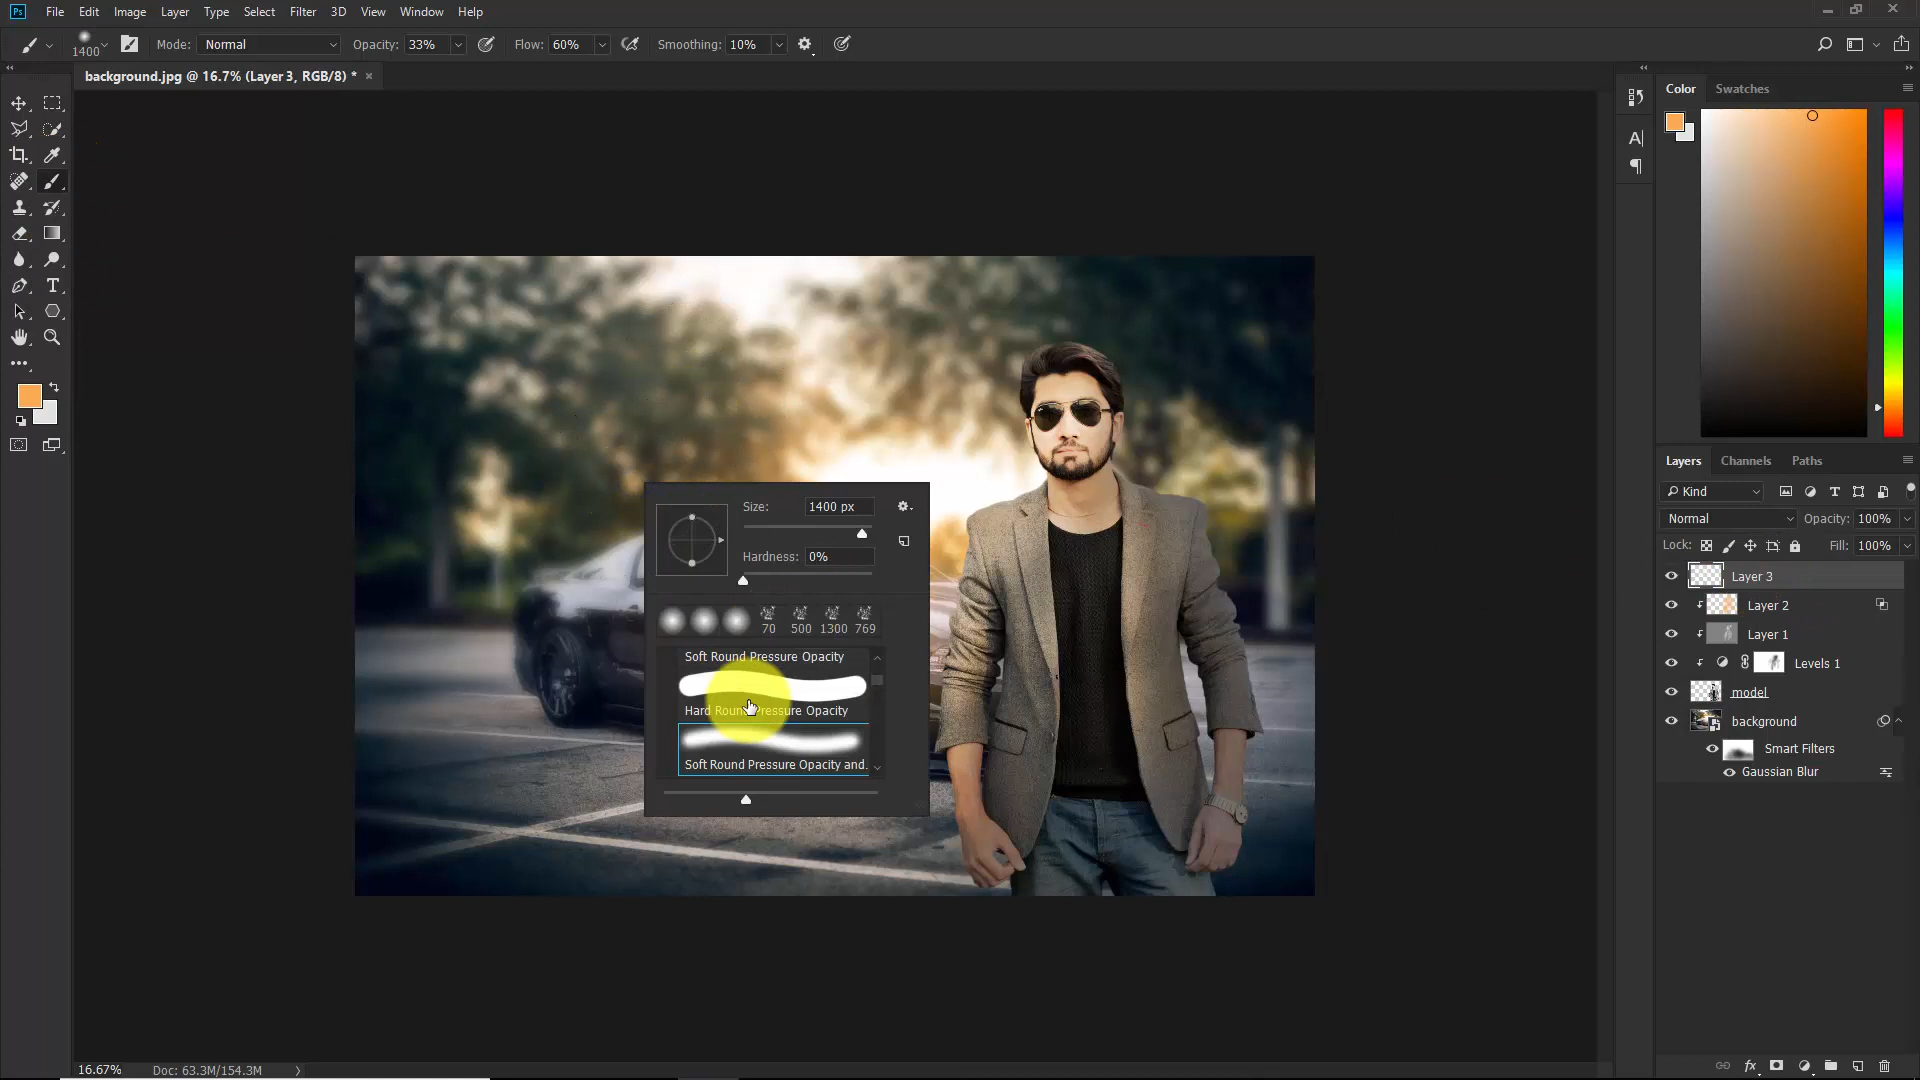 Ps File Edit Image Layer Type Select Filter 3D View Window Help
1400 Mode: Normal Opacity: 33% Flow: 60% Smoothing: 10%
background.jpg @ 16.7% (Layer 3, RGB/8) * ×
Color Swatches
Layers Channels Paths
Kind
Normal Opacity: 100%
Lock: Fill: 100%
Layer 3
Layer 2
Layer 1
Levels 1
model
background
Smart Filters
Gaussian Blur
Size: 1400 px
Hardness: 0%
70 500 1300 769
Soft Round Pressure Opacity
Hard Round Pressure Opacity
Soft Round Pressure Opacity and.
16.67% Doc: 63.3M/154.3M